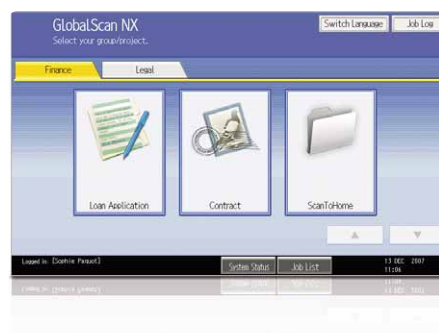 GlobalScan NX
Switch Language
Job Log
Select your group/project.
Finance
Legal
Loan Application
Contract
ScanToHome
Logged in: [Sophie Paquot]
System Status
Job List
13 DEC 2007
11:06